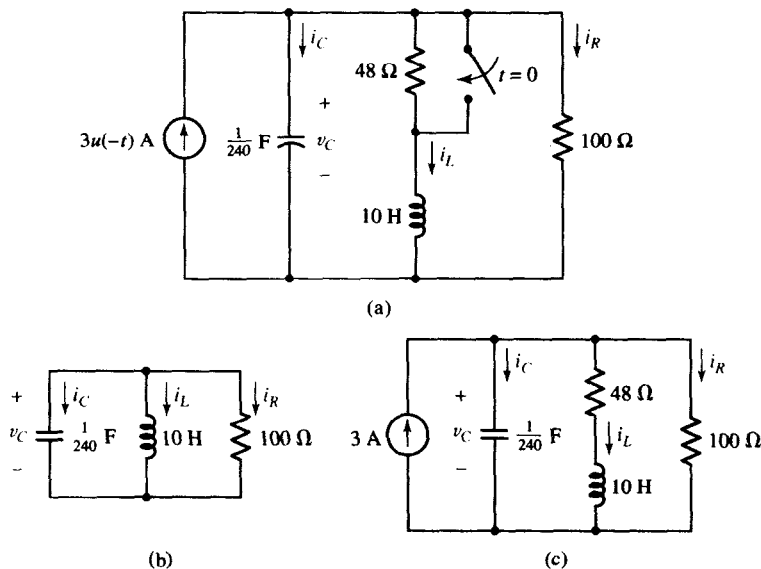 i_C
i_R
48 Ω
t = 0
+
3u(−t) A
1/240 F
v_C
i_L
100 Ω
−
10 H
(a)
+
i_C
i_L
i_R
v_C
1/240 F
10 H
100 Ω
−
(b)
i_C
i_R
+
48 Ω
3 A
v_C
1/240 F
i_L
100 Ω
−
10 H
(c)